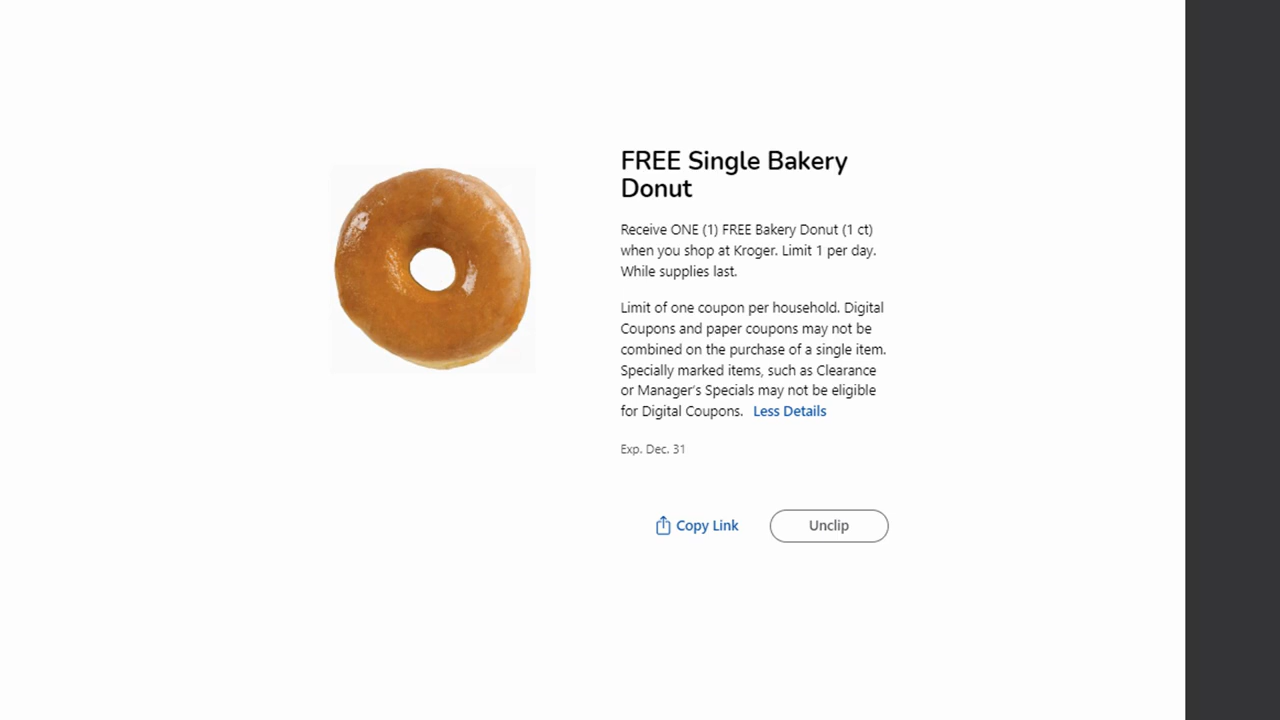 FREE Single Bakery
Donut
Receive ONE (1) FREE Bakery Donut (1 ct)
when you shop at Kroger. Limit 1 per day.
While supplies last.
Limit of one coupon per household. Digital
Coupons and paper coupons may not be
combined on the purchase of a single item.
Specially marked items, such as Clearance
or Manager's Specials may not be eligible
for Digital Coupons. Less Details
Exp. Dec. 31
Copy Link
Unclip